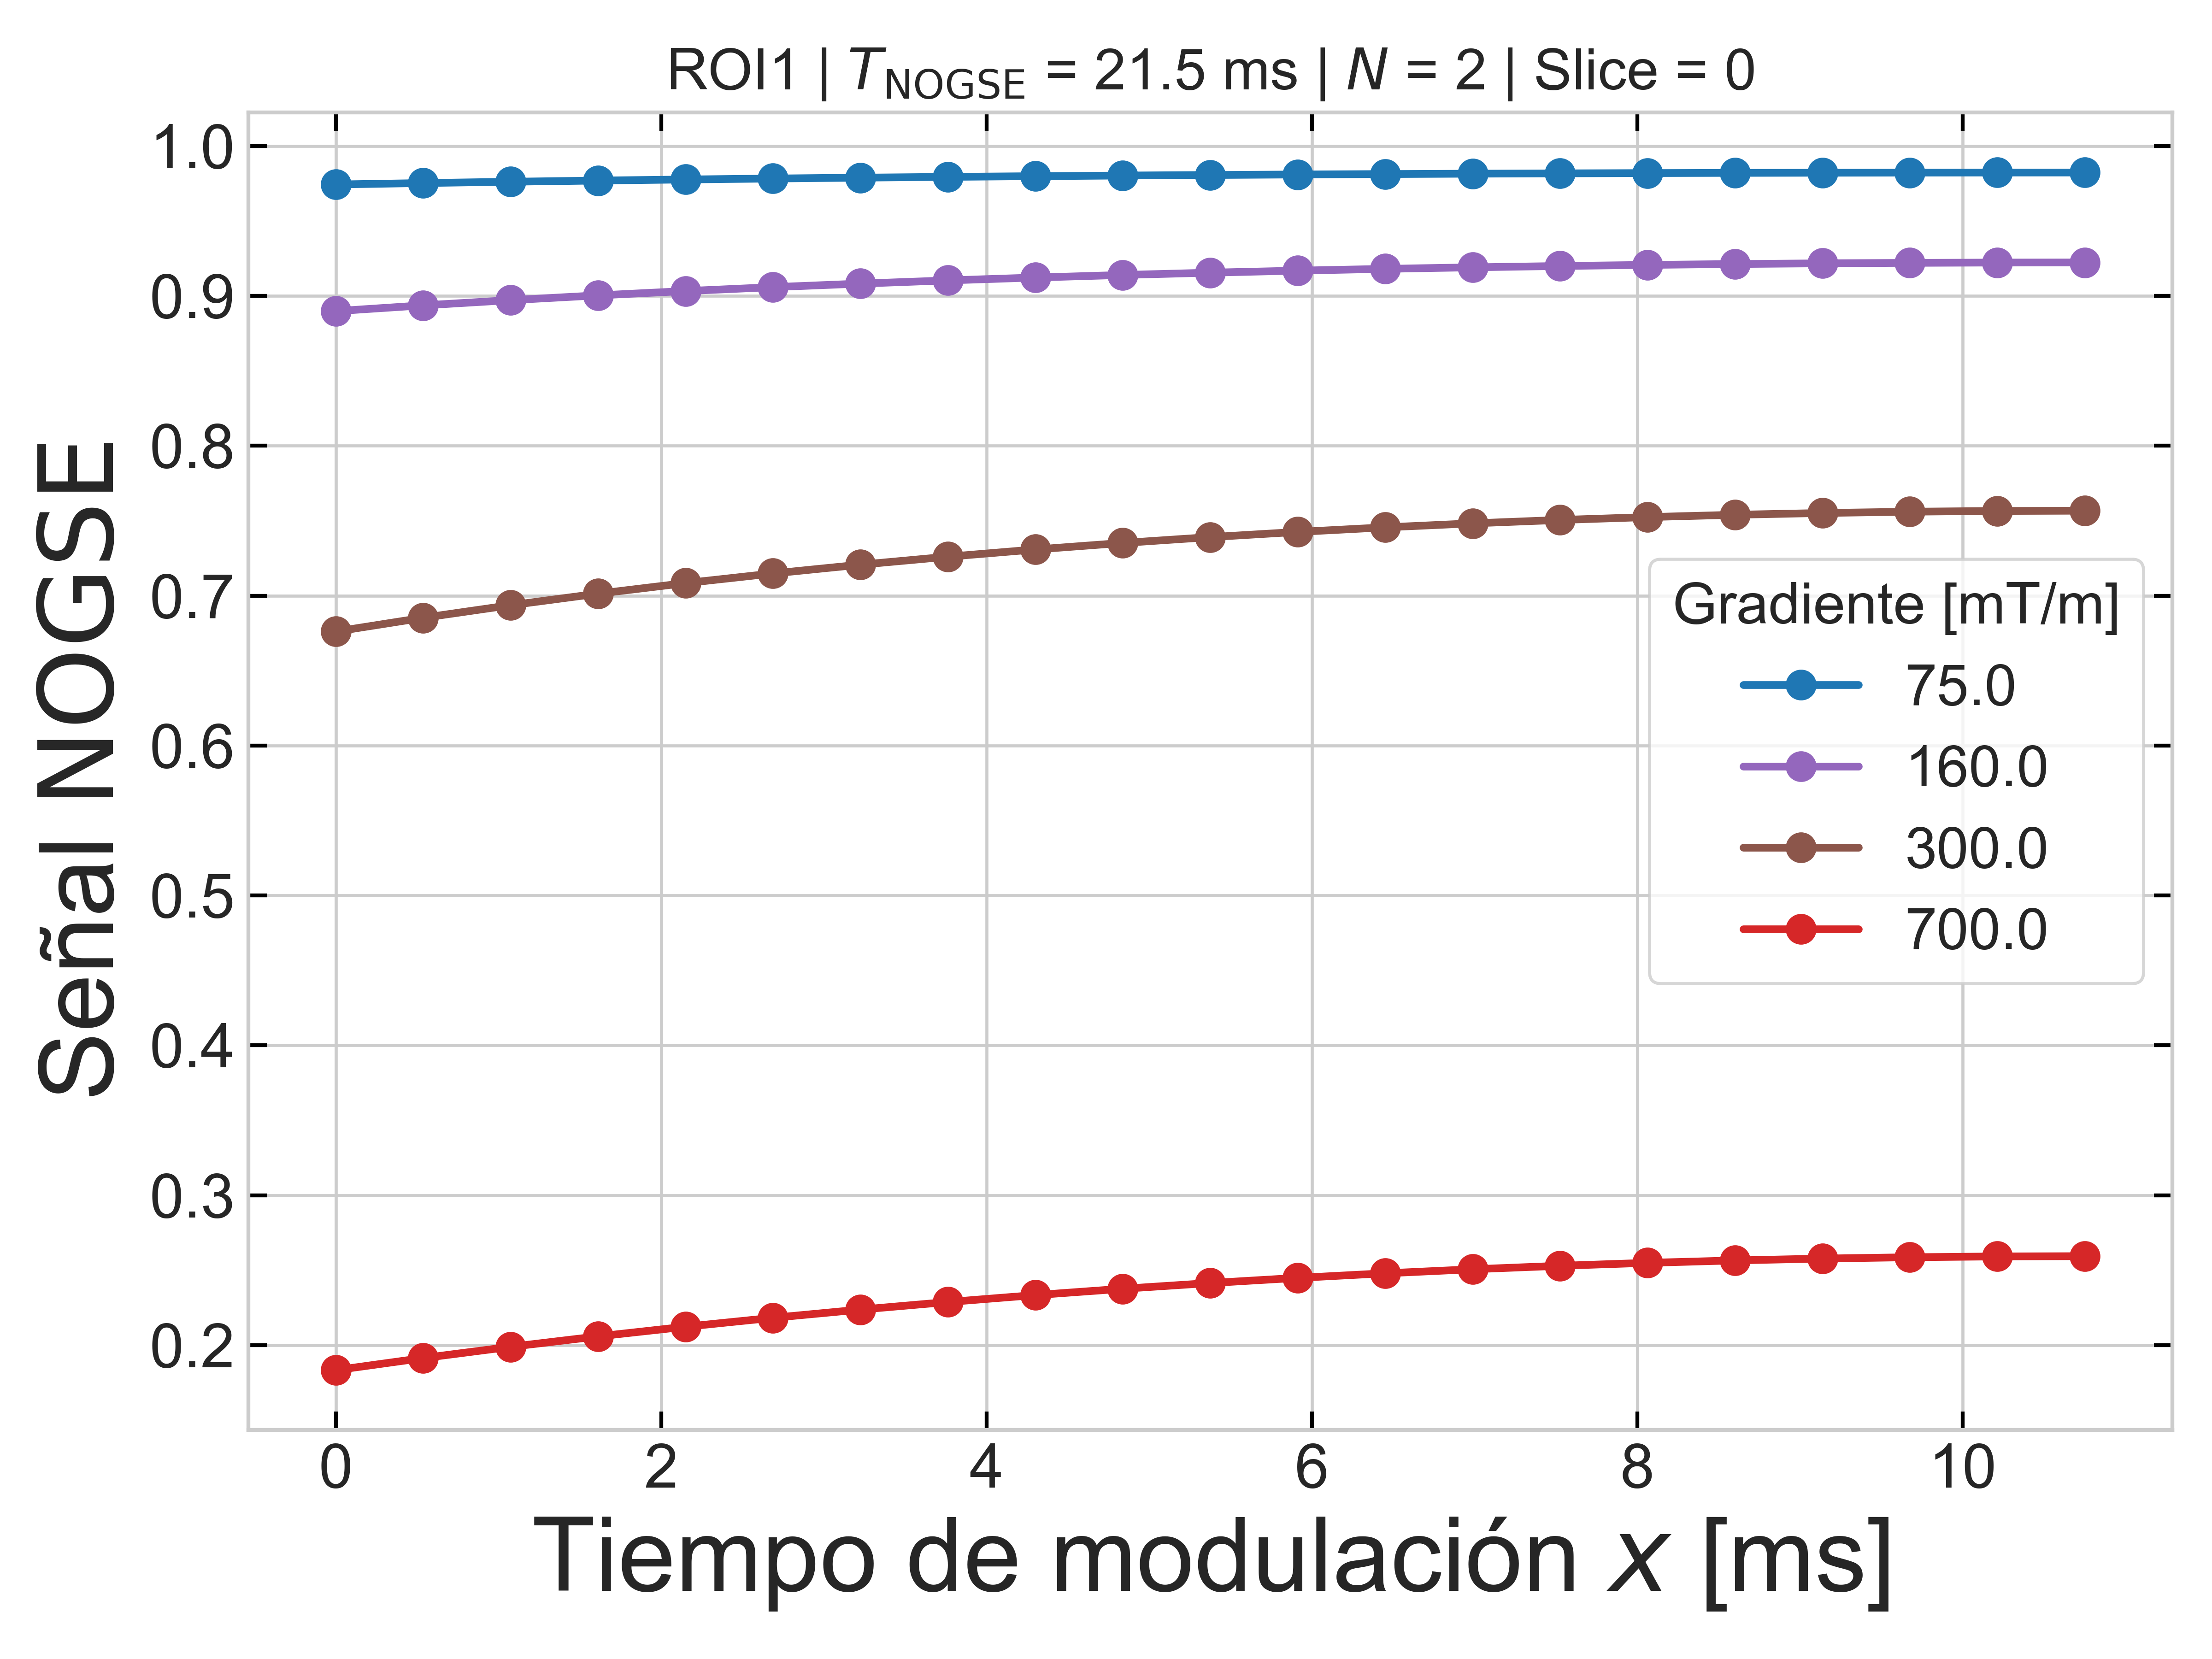 ROI1 | T_NOGSE = 21.5 ms | N = 2 | Slice = 0
Señal NOGSE
1.0
0.9
0.8
0.7
0.6
0.5
0.4
0.3
0.2
Gradiente [mT/m]
75.0
160.0
300.0
700.0
0 2 4 6 8 10
Tiempo de modulación x [ms]